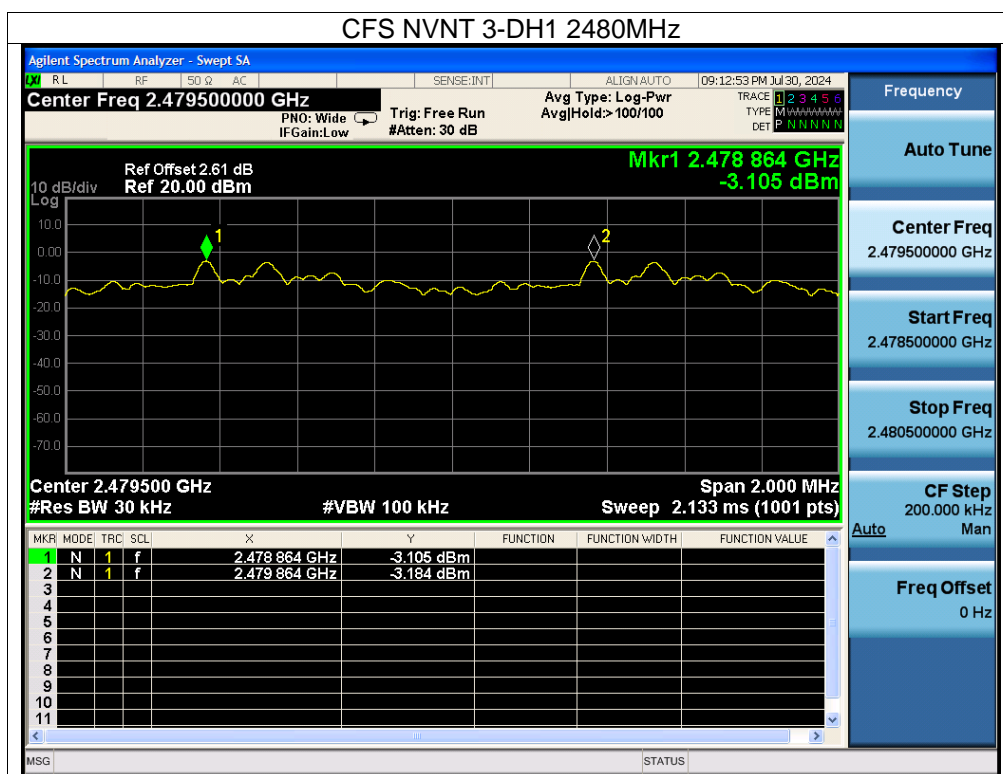 CFS NVNT 3-DH1 2480MHz
Agilent Spectrum Analyzer - Swept SA
LXI RL RF 50 Ω AC SENSE:INT ALIGN AUTO 09:12:53 PM Jul 30, 2024
Center Freq 2.479500000 GHz
PNO: Wide
IFGain:Low
Trig: Free Run
#Atten: 30 dB
Avg Type: Log-Pwr
Avg|Hold:>100/100
TRACE 1 2 3 4 5 6
TYPE M WWWWW
DET P N N N N N
Frequency
Auto Tune
Center Freq
2.479500000 GHz
Start Freq
2.478500000 GHz
Stop Freq
2.480500000 GHz
CF Step
200.000 kHz
Auto Man
Freq Offset
0 Hz
Mkr1 2.478 864 GHz
-3.105 dBm
Ref Offset 2.61 dB
10 dB/div Ref 20.00 dBm
Log
10.0
0.00
-10.0
-20.0
-30.0
-40.0
-50.0
-60.0
-70.0
1
2
Center 2.479500 GHz Span 2.000 MHz
#Res BW 30 kHz #VBW 100 kHz Sweep 2.133 ms (1001 pts)
MKR MODE TRC SCL X Y FUNCTION FUNCTION WIDTH FUNCTION VALUE
1 N 1 f 2.478 864 GHz -3.105 dBm
2 N 1 f 2.479 864 GHz -3.184 dBm
3
4
5
6
7
8
9
10
11
MSG STATUS